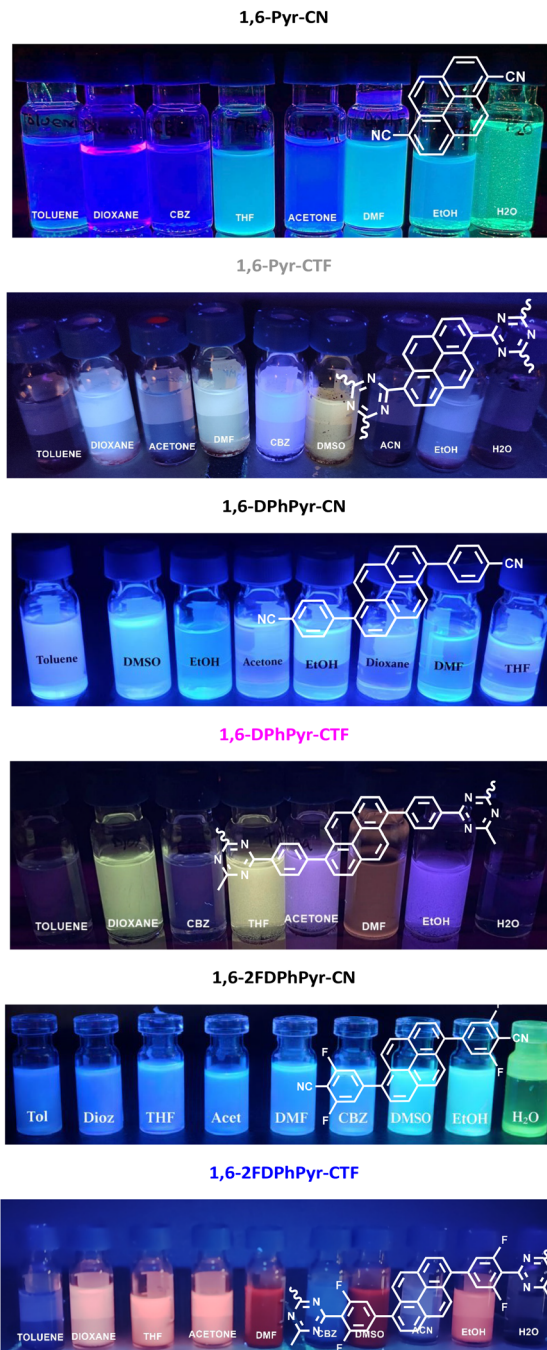 1,6-Pyr-CN
CN
NC
TOLUENE DIOXANE CBZ THF ACETONE DMF EtOH H2O
1,6-Pyr-CTF
N N N
N N N
TOLUENE DIOXANE ACETONE DMF CBZ DMSO ACN EtOH H2O
1,6-DPhPyr-CN
CN
NC
Toluene DMSO EtOH Acetone EtOH Dioxane DMF THF
1,6-DPhPyr-CTF
N N N
N N N
TOLUENE DIOXANE CBZ THF ACETONE DMF EtOH H2O
1,6-2FDPhPyr-CN
F
CN
F F
NC
F
Tol Dioz THF Acet DMF CBZ DMSO EtOH H₂O
1,6-2FDPhPyr-CTF
F
N
F F
N N N
F
TOLUENE DIOXANE THF ACETONE DMF CBZ DMSO ACN EtOH H2O